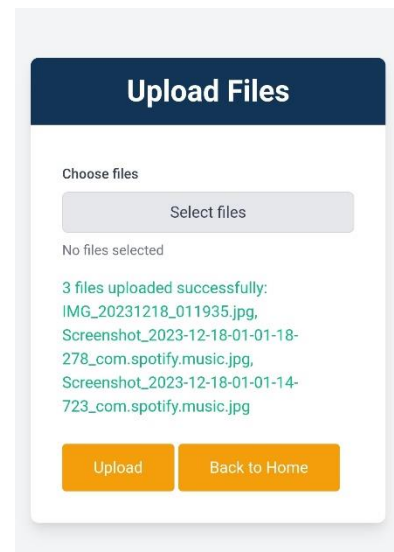 Upload Files
Choose files
Select files
No files selected
3 files uploaded successfully:
IMG_20231218_011935.jpg,
Screenshot_2023-12-18-01-01-18-
278_com.spotify.music.jpg,
Screenshot_2023-12-18-01-01-14-
723_com.spotify.music.jpg
Upload
Back to Home